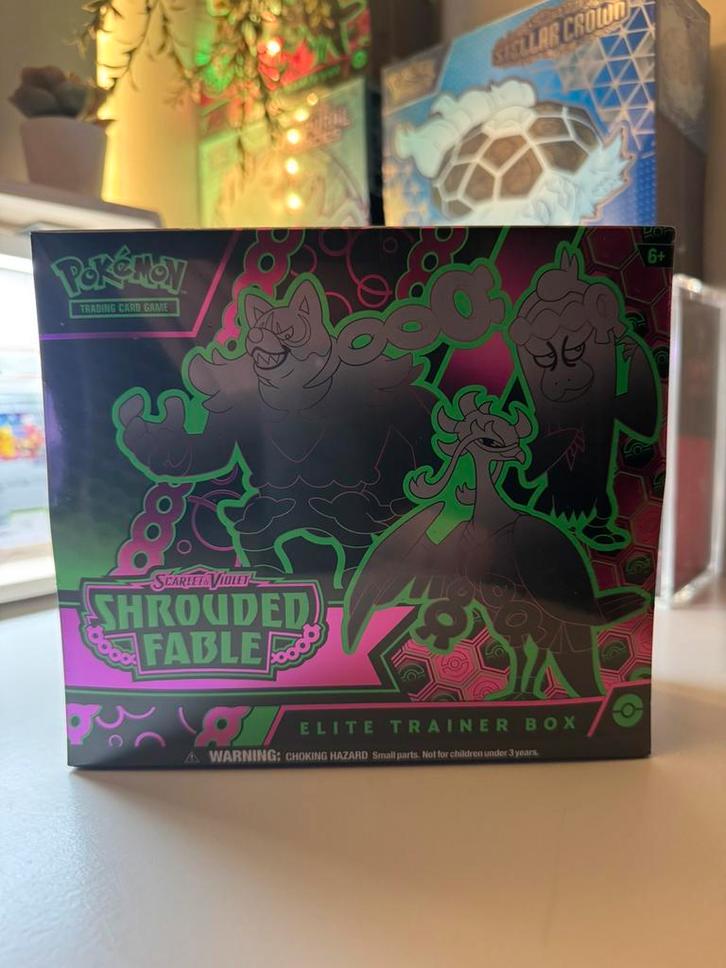 STELLAR CROWN
POKéMON
TRADING CARD GAME
6+
SCARLET & VIOLET
SHROUDED
FABLE
ELITE TRAINER BOX
WARNING: CHOKING HAZARD Small parts. Not for children under 3 years.